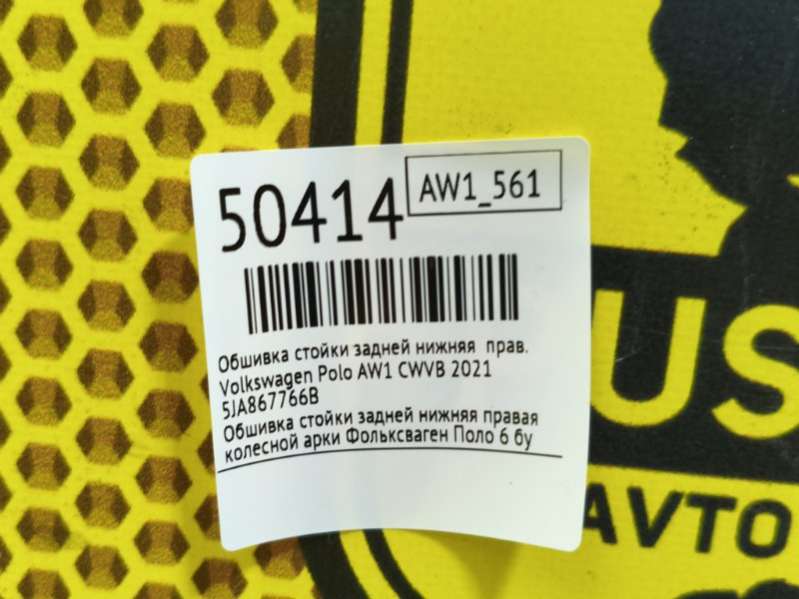 50414
AW1_561
Обшивка стойки задней нижняя прав.
Volkswagen Polo AW1 CWVB 2021
5JA867766B
Обшивка стойки задней нижняя правая
колесной арки Фольксваген Поло 6 бу
US
АВТО